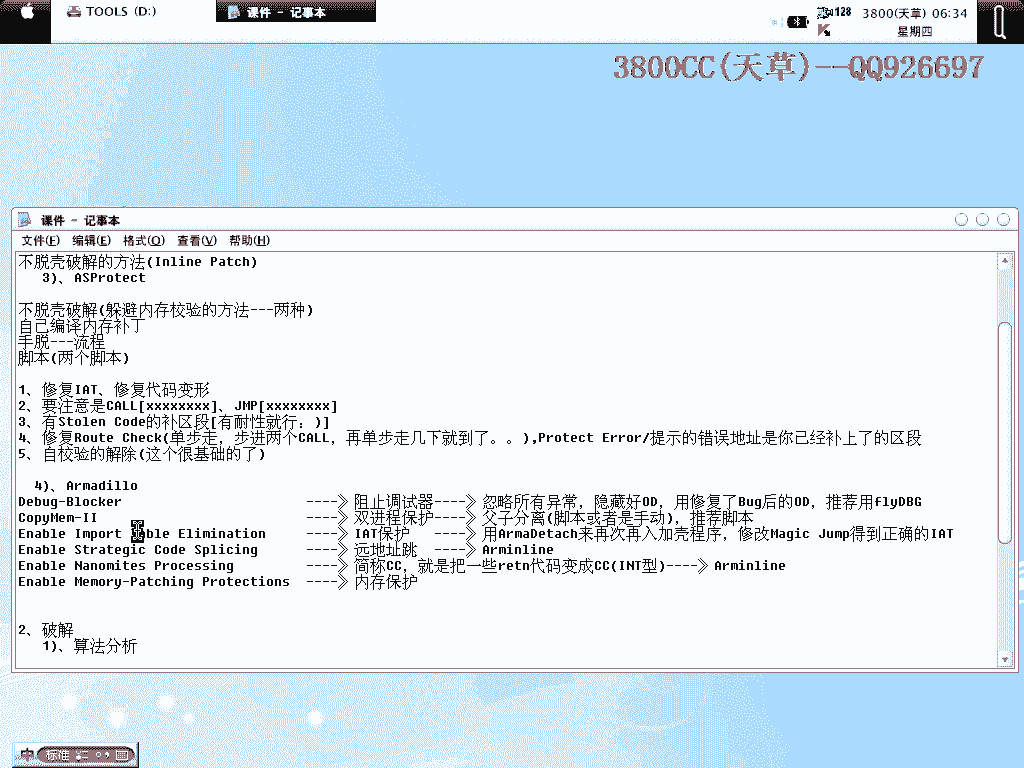 TOOLS (D:)
课件 - 记事本
128
3800(天草) 06:34
星期四
3800CC(天草)--QQ926697
课件 - 记事本
文件(F) 编辑(E) 格式(O) 查看(V) 帮助(H)
不脱壳破解的方法(Inline Patch)
3)、ASProtect
不脱壳破解(躲避内存校验的方法---两种)
自己编译内存补丁
手脱---流程
脚本(两个脚本)
1、修复IAT、修复代码变形
2、要注意是CALL[xxxxxxxx]、JMP[xxxxxxxx]
3、有Stolen Code的补区段[有耐性就行：)]
4、修复Route Check(单步走，步进两个CALL，再单步走几下就到了。。),Protect Error/提示的错误地址是你已经补上了的区段
5、自校验的解除(这个很基础的了)
4)、Armadillo
Debug-Blocker ----》阻止调试器----》忽略所有异常，隐藏好OD，用修复了Bug后的OD，推荐用flyDBG
CopyMem-II ----》双进程保护----》父子分离(脚本或者是手动)，推荐脚本
Enable Import Table Elimination ----》IAT保护 ----》用ArmaDetach来再次再入加壳程序，修改Magic Jump得到正确的IAT
Enable Strategic Code Splicing ----》远地址跳 ----》Arminline
Enable Nanomites Processing ----》简称CC，就是把一些retn代码变成CC(INT型)----》Arminline
Enable Memory-Patching Protections ----》内存保护
2、破解
1)、算法分析
中 标准